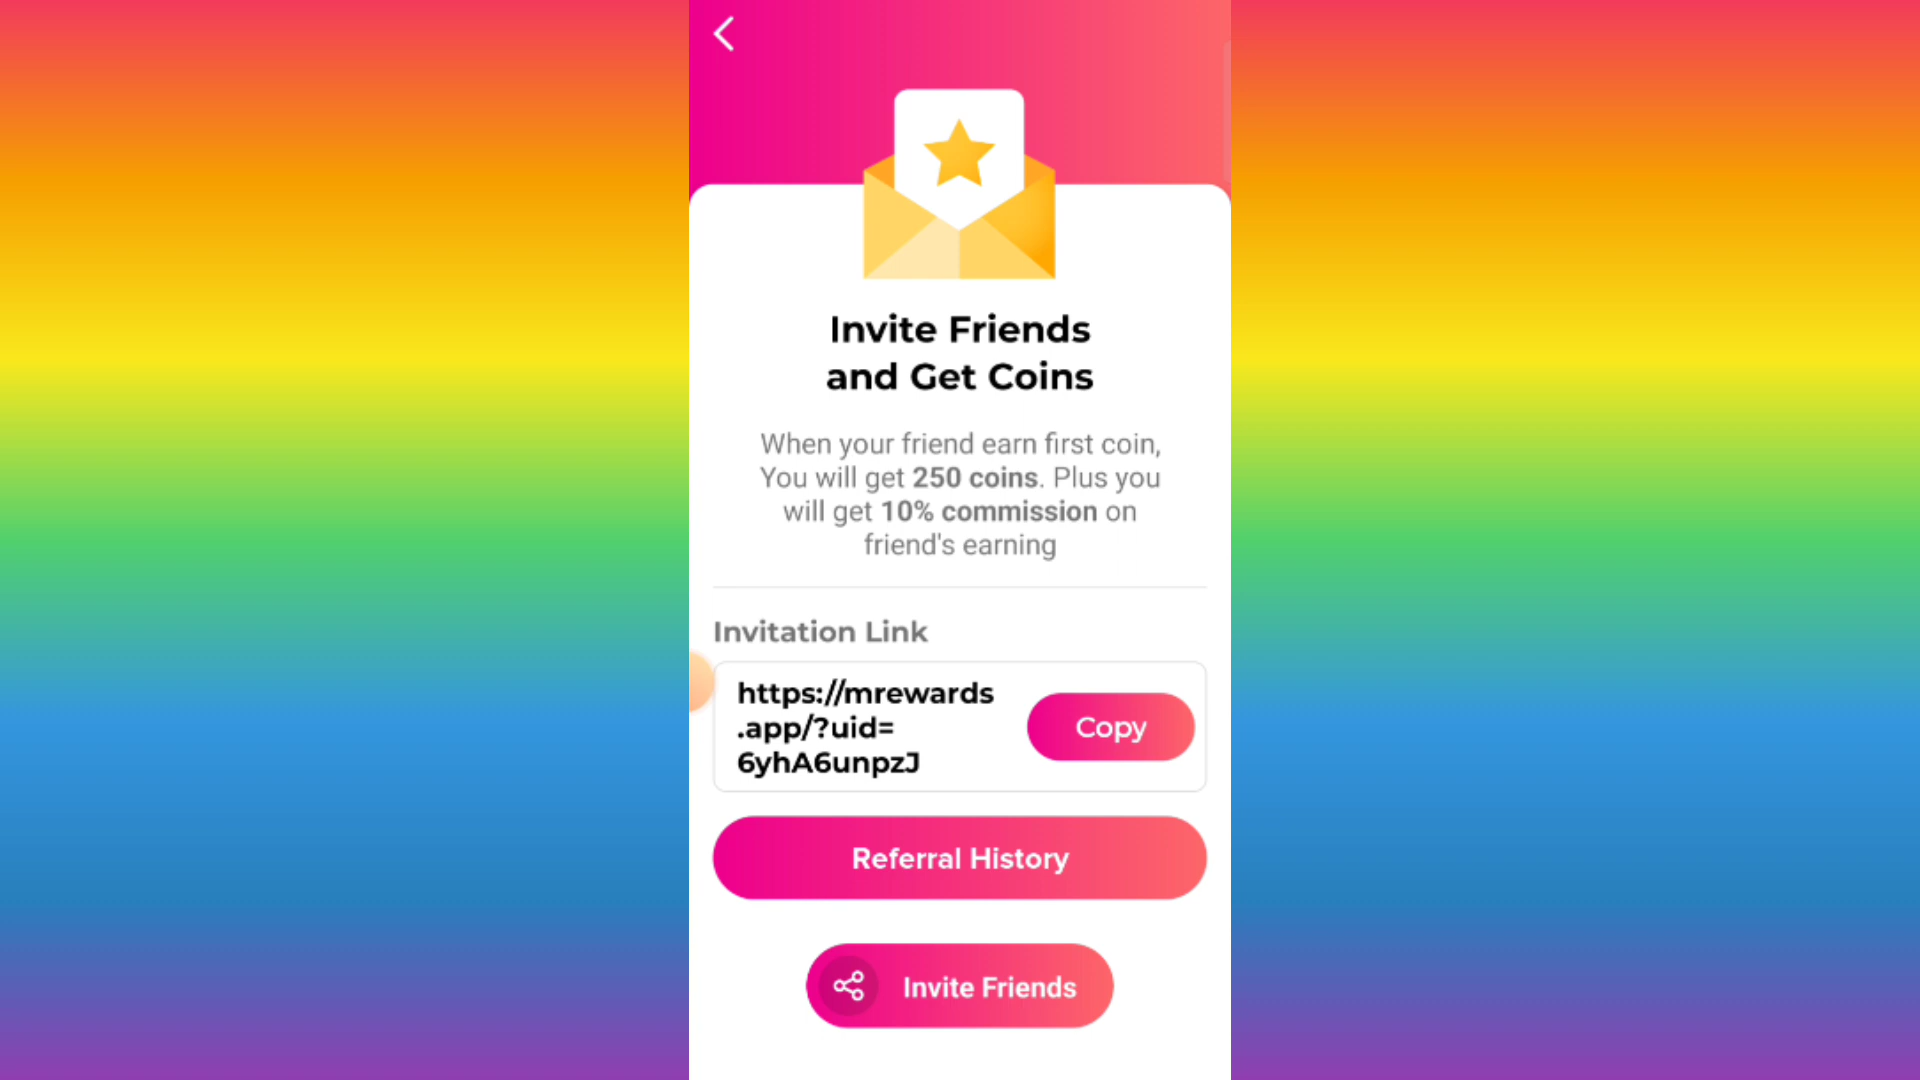 Invite Friends
and Get Coins
When your friend earn first coin,
You will get 250 coins. Plus you
will get 10% commission on
friend's earning
Invitation Link
https://mrewards
.app/?uid=
6yhA6unpzJ
Copy
Referral History
Invite Friends